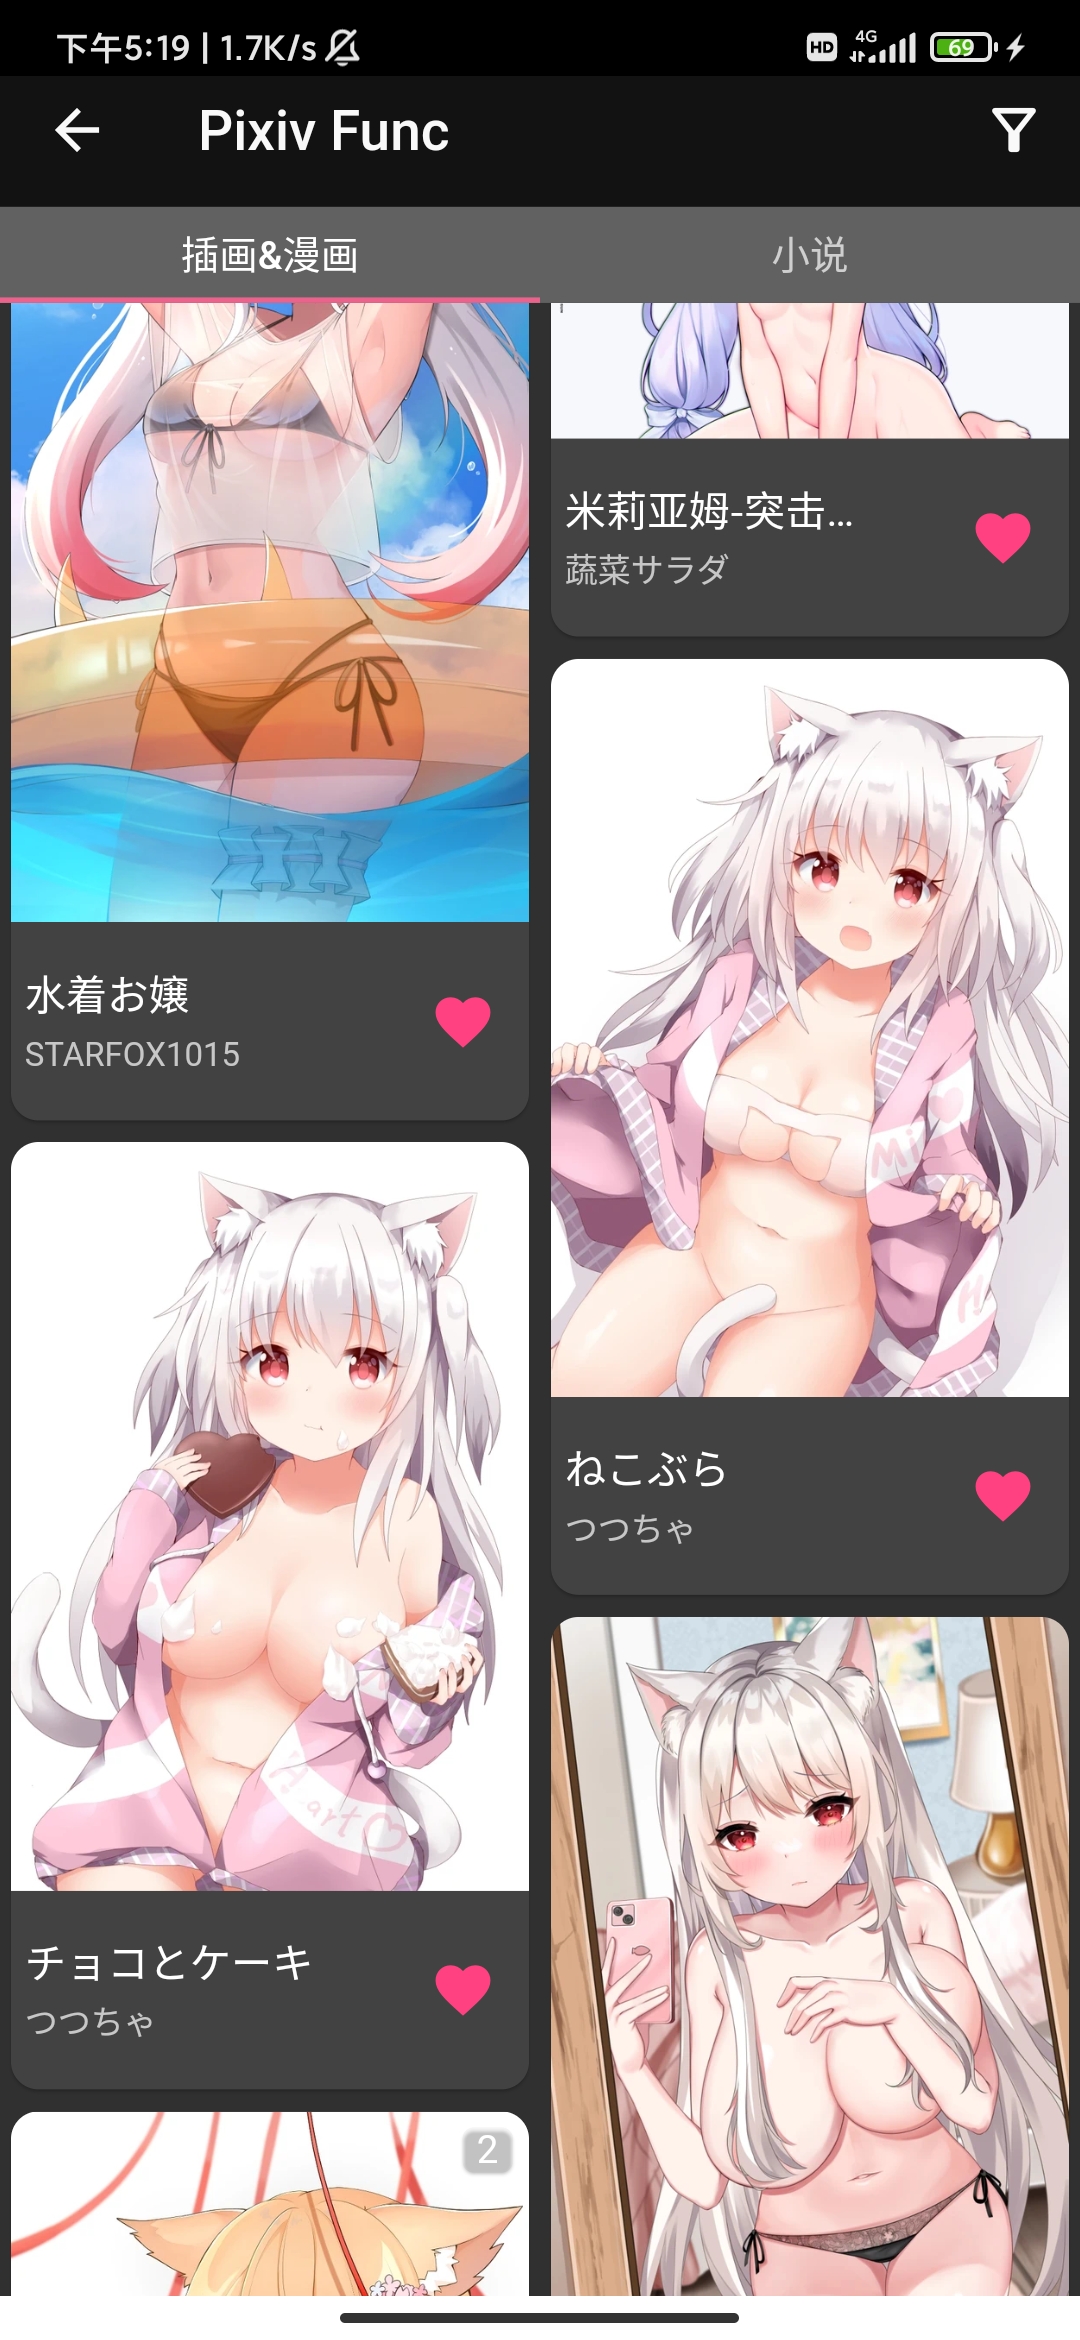 下午5:19 | 1.7K/s
HD 4G 69
Pixiv Func
插画&漫画
小说
米莉亚姆-突击...
蔬菜サラダ
水着お嬢
STARFOX1015
Mi
H
ねこぶら
つつちゃ
Heart
チョコとケーキ
つつちゃ
2